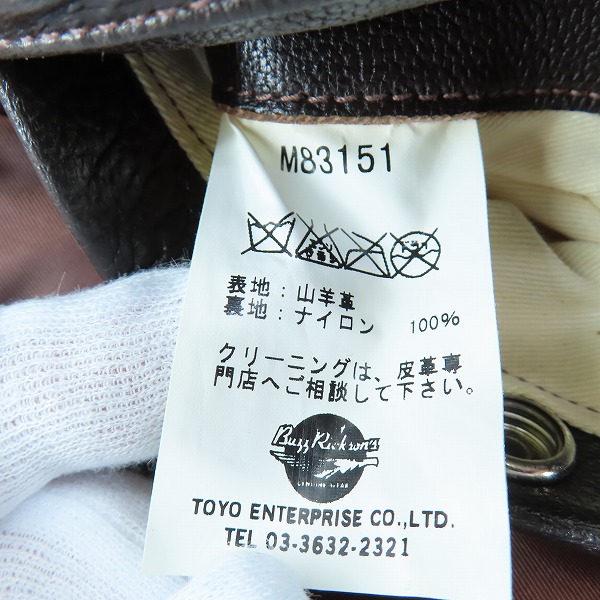 M83151
表地：山羊革
裏地：ナイロン 100%
クリーニングは、皮革専
門店へご相談して下さい。
Buzz Rickson's
GENUINE WEAR
TOYO ENTERPRISE CO.,LTD.
TEL 03-3632-2321